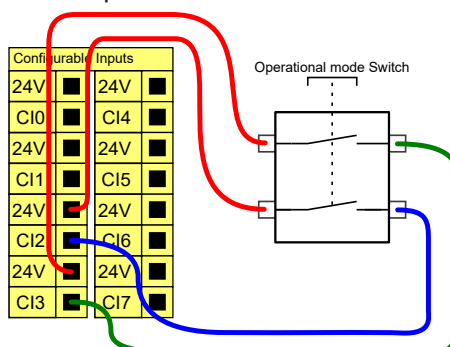 Configurable Inputs
24V 24V
CI0 CI4
24V 24V
CI1 CI5
24V 24V
CI2 CI6
24V 24V
CI3 CI7
Operational mode Switch